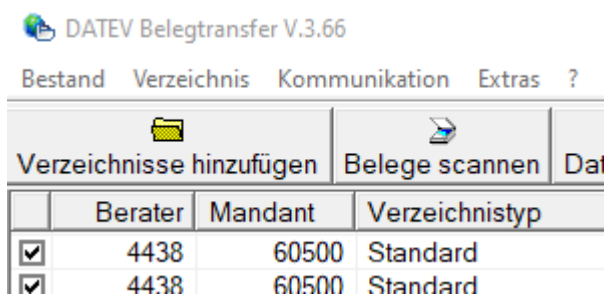 DATEV Belegtransfer V.3.66
Bestand Verzeichnis Kommunikation Extras ?
Verzeichnisse hinzufügen Belege scannen
Berater Mandant Verzeichnistyp
4438 60500 Standard
4438 60500 Standard